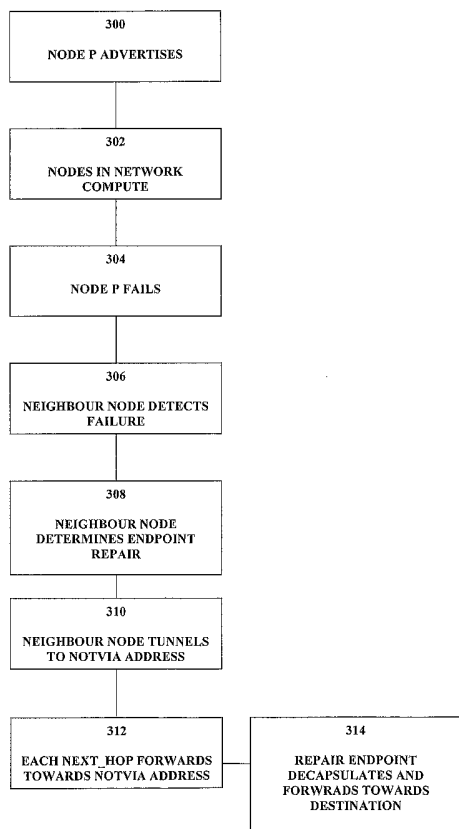 300
NODE P ADVERTISES
302
NODES IN NETWORK
COMPUTE
304
NODE P FAILS
306
NEIGHBOUR NODE DETECTS
FAILURE
308
NEIGHBOUR NODE
DETERMINES ENDPOINT
REPAIR
310
NEIGHBOUR NODE TUNNELS
TO NOTVIA ADDRESS
312
EACH NEXT_HOP FORWARDS
TOWARDS NOTVIA ADDRESS
314
REPAIR ENDPOINT
DECAPSULATES AND
FORWRADS TOWARDS
DESTINATION